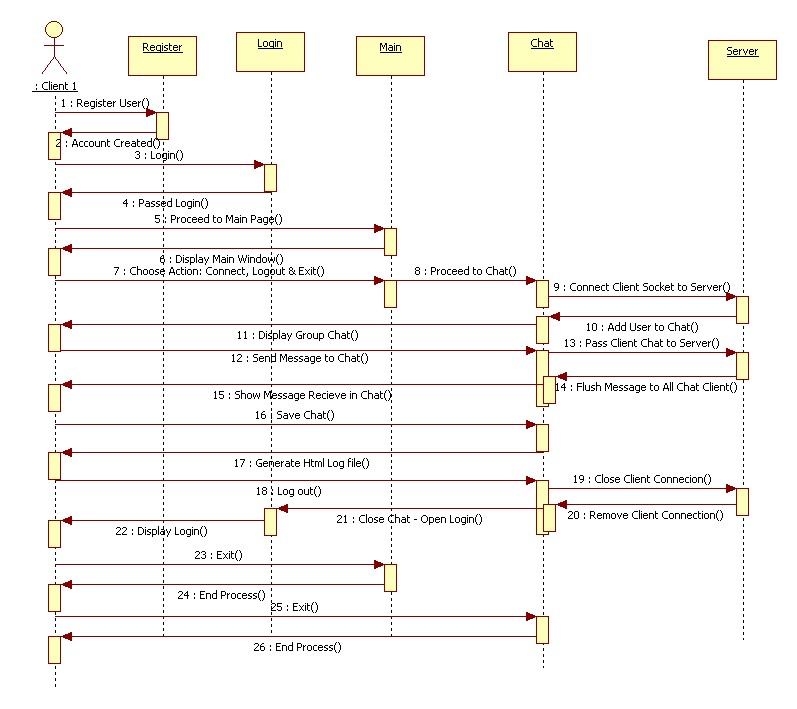 Register
Login
Main
Chat
Server
: Client 1
1 : Register User()
2 : Account Created()
3 : Login()
4 : Passed Login()
5 : Proceed to Main Page()
6 : Display Main Window()
7 : Choose Action: Connect, Logout & Exit()
8 : Proceed to Chat()
9 : Connect Client Socket to Server()
10 : Add User to Chat()
11 : Display Group Chat()
12 : Send Message to Chat()
13 : Pass Client Chat to Server()
14 : Flush Message to All Chat Client()
15 : Show Message Recieve in Chat()
16 : Save Chat()
17 : Generate Html Log file()
18 : Log out()
19 : Close Client Connecion()
20 : Remove Client Connection()
21 : Close Chat - Open Login()
22 : Display Login()
23 : Exit()
24 : End Process()
25 : Exit()
26 : End Process()